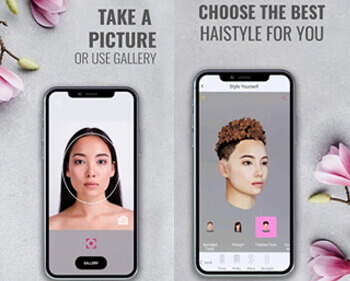 TAKE A
PICTURE
OR USE GALLERY
GALLERY
CHOOSE THE BEST
HAISTYLE FOR YOU
Style Yourself